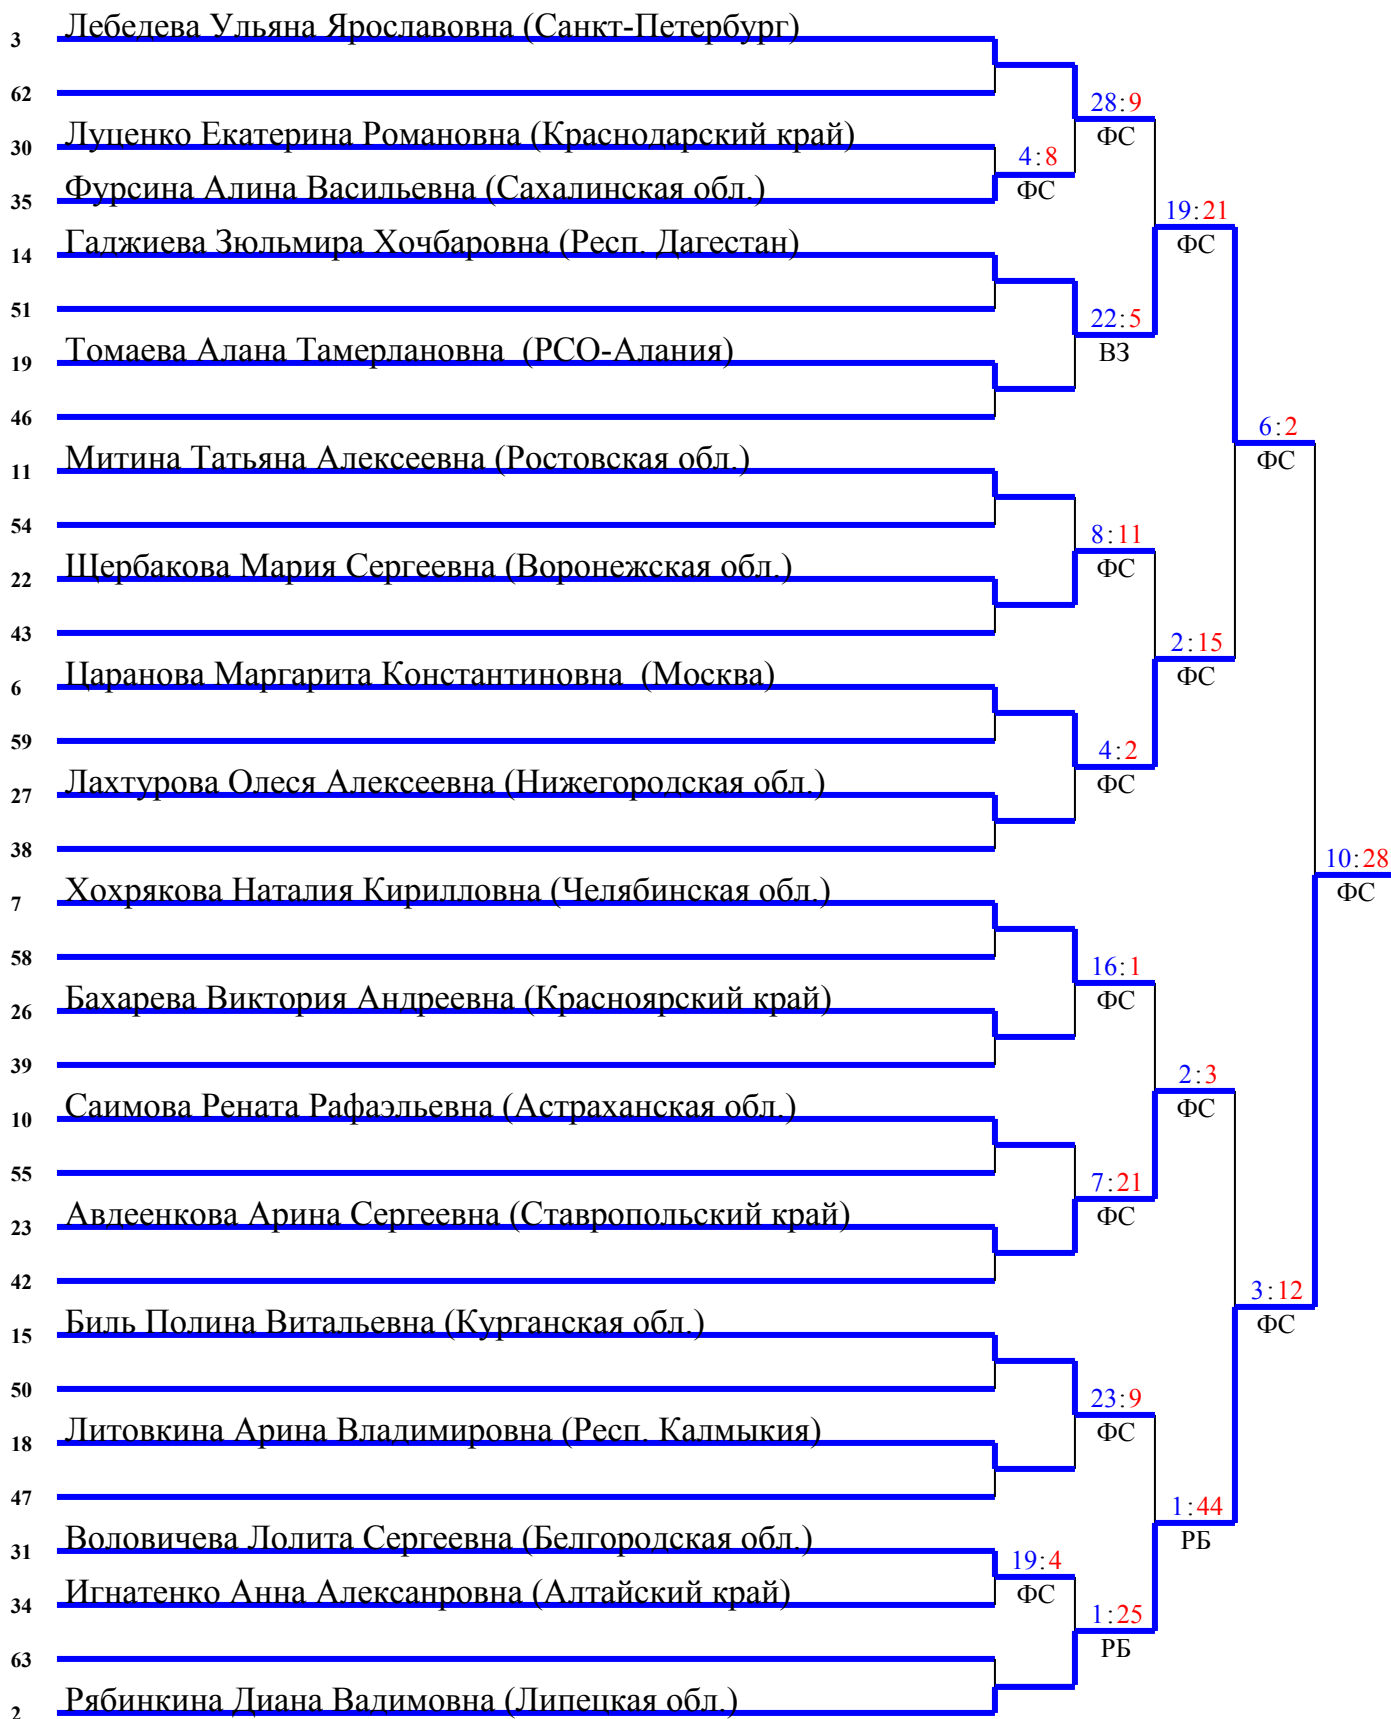 3 Лебедева Ульяна Ярославовна (Санкт-Петербург)
62
28:9
ФС
30 Луценко Екатерина Романовна (Краснодарский край)
4:8
ФС
35 Фурсина Алина Васильевна (Сахалинская обл.)
19:21
ФС
14 Гаджиева Зюльмира Хочбаровна (Респ. Дагестан)
51
22:5
ВЗ
19 Томаева Алана Тамерлановна (РСО-Алания)
46
6:2
ФС
11 Митина Татьяна Алексеевна (Ростовская обл.)
54
8:11
ФС
22 Щербакова Мария Сергеевна (Воронежская обл.)
43
2:15
ФС
6 Царанова Маргарита Константиновна (Москва)
59
4:2
ФС
27 Лахтурова Олеся Алексеевна (Нижегородская обл.)
38
10:28
ФС
7 Хохрякова Наталия Кирилловна (Челябинская обл.)
58
16:1
ФС
26 Бахарева Виктория Андреевна (Красноярский край)
39
2:3
ФС
10 Саимова Рената Рафаэльевна (Астраханская обл.)
55
7:21
ФС
23 Авдеенкова Арина Сергеевна (Ставропольский край)
42
3:12
ФС
15 Биль Полина Витальевна (Курганская обл.)
50
23:9
ФС
18 Литовкина Арина Владимировна (Респ. Калмыкия)
47
1:44
РБ
31 Воловичева Лолита Сергеевна (Белгородская обл.)
19:4
ФС
34 Игнатенко Анна Алексанровна (Алтайский край)
1:25
РБ
63
2 Рябинкина Диана Вадимовна (Липецкая обл.)